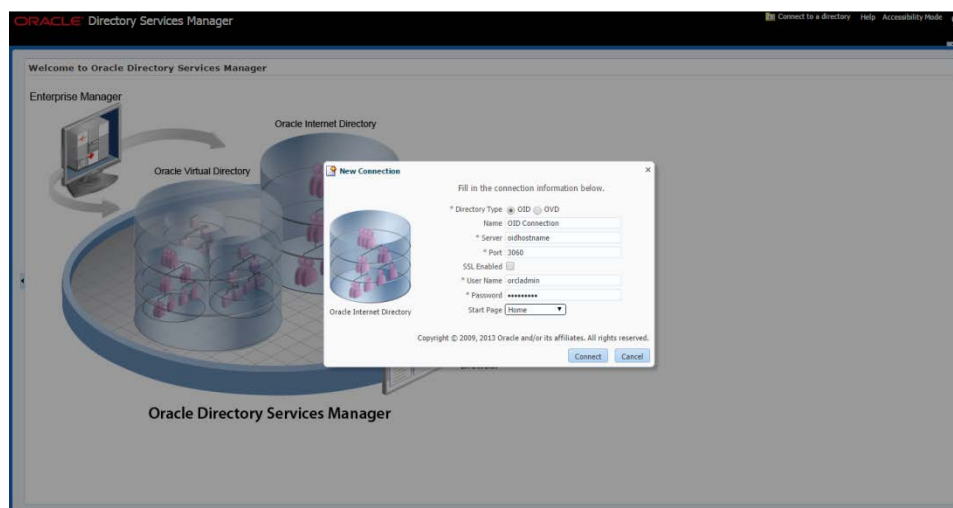 ORACLE Directory Services Manager
Connect to a directory Help Accessibility Mode
Welcome to Oracle Directory Services Manager
Enterprise Manager
Oracle Internet Directory
Oracle Virtual Directory
New Connection
Fill in the connection information below.
* Directory Type OID OVD
Name OID Connection
* Server oidhostname
* Port 3060
SSL Enabled
* User Name orcladmin
* Password •••••••••
Start Page Home
Oracle Internet Directory
Copyright © 2009, 2013 Oracle and/or its affiliates. All rights reserved.
Connect Cancel
Oracle Directory Services Manager